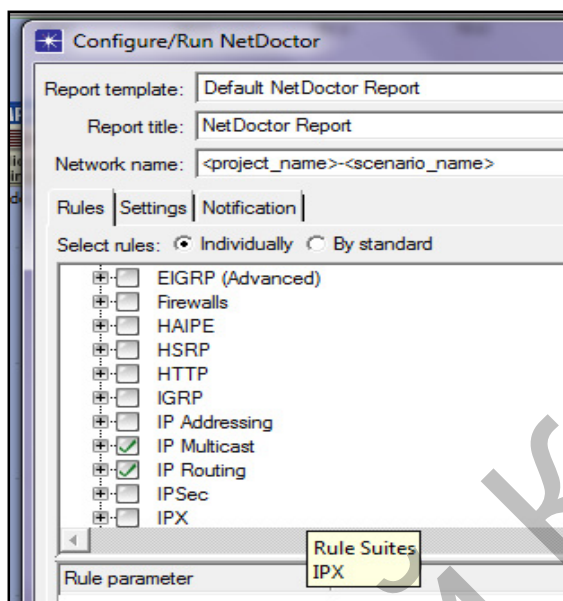 Configure/Run NetDoctor
Report template: Default NetDoctor Report
Report title: NetDoctor Report
Network name: <project_name>-<scenario_name>
Rules Settings Notification
Select rules: Individually By standard
EIGRP (Advanced)
Firewalls
HAIPE
HSRP
HTTP
IGRP
IP Addressing
IP Multicast
IP Routing
IPSec
IPX
Rule Suites
IPX
Rule parameter